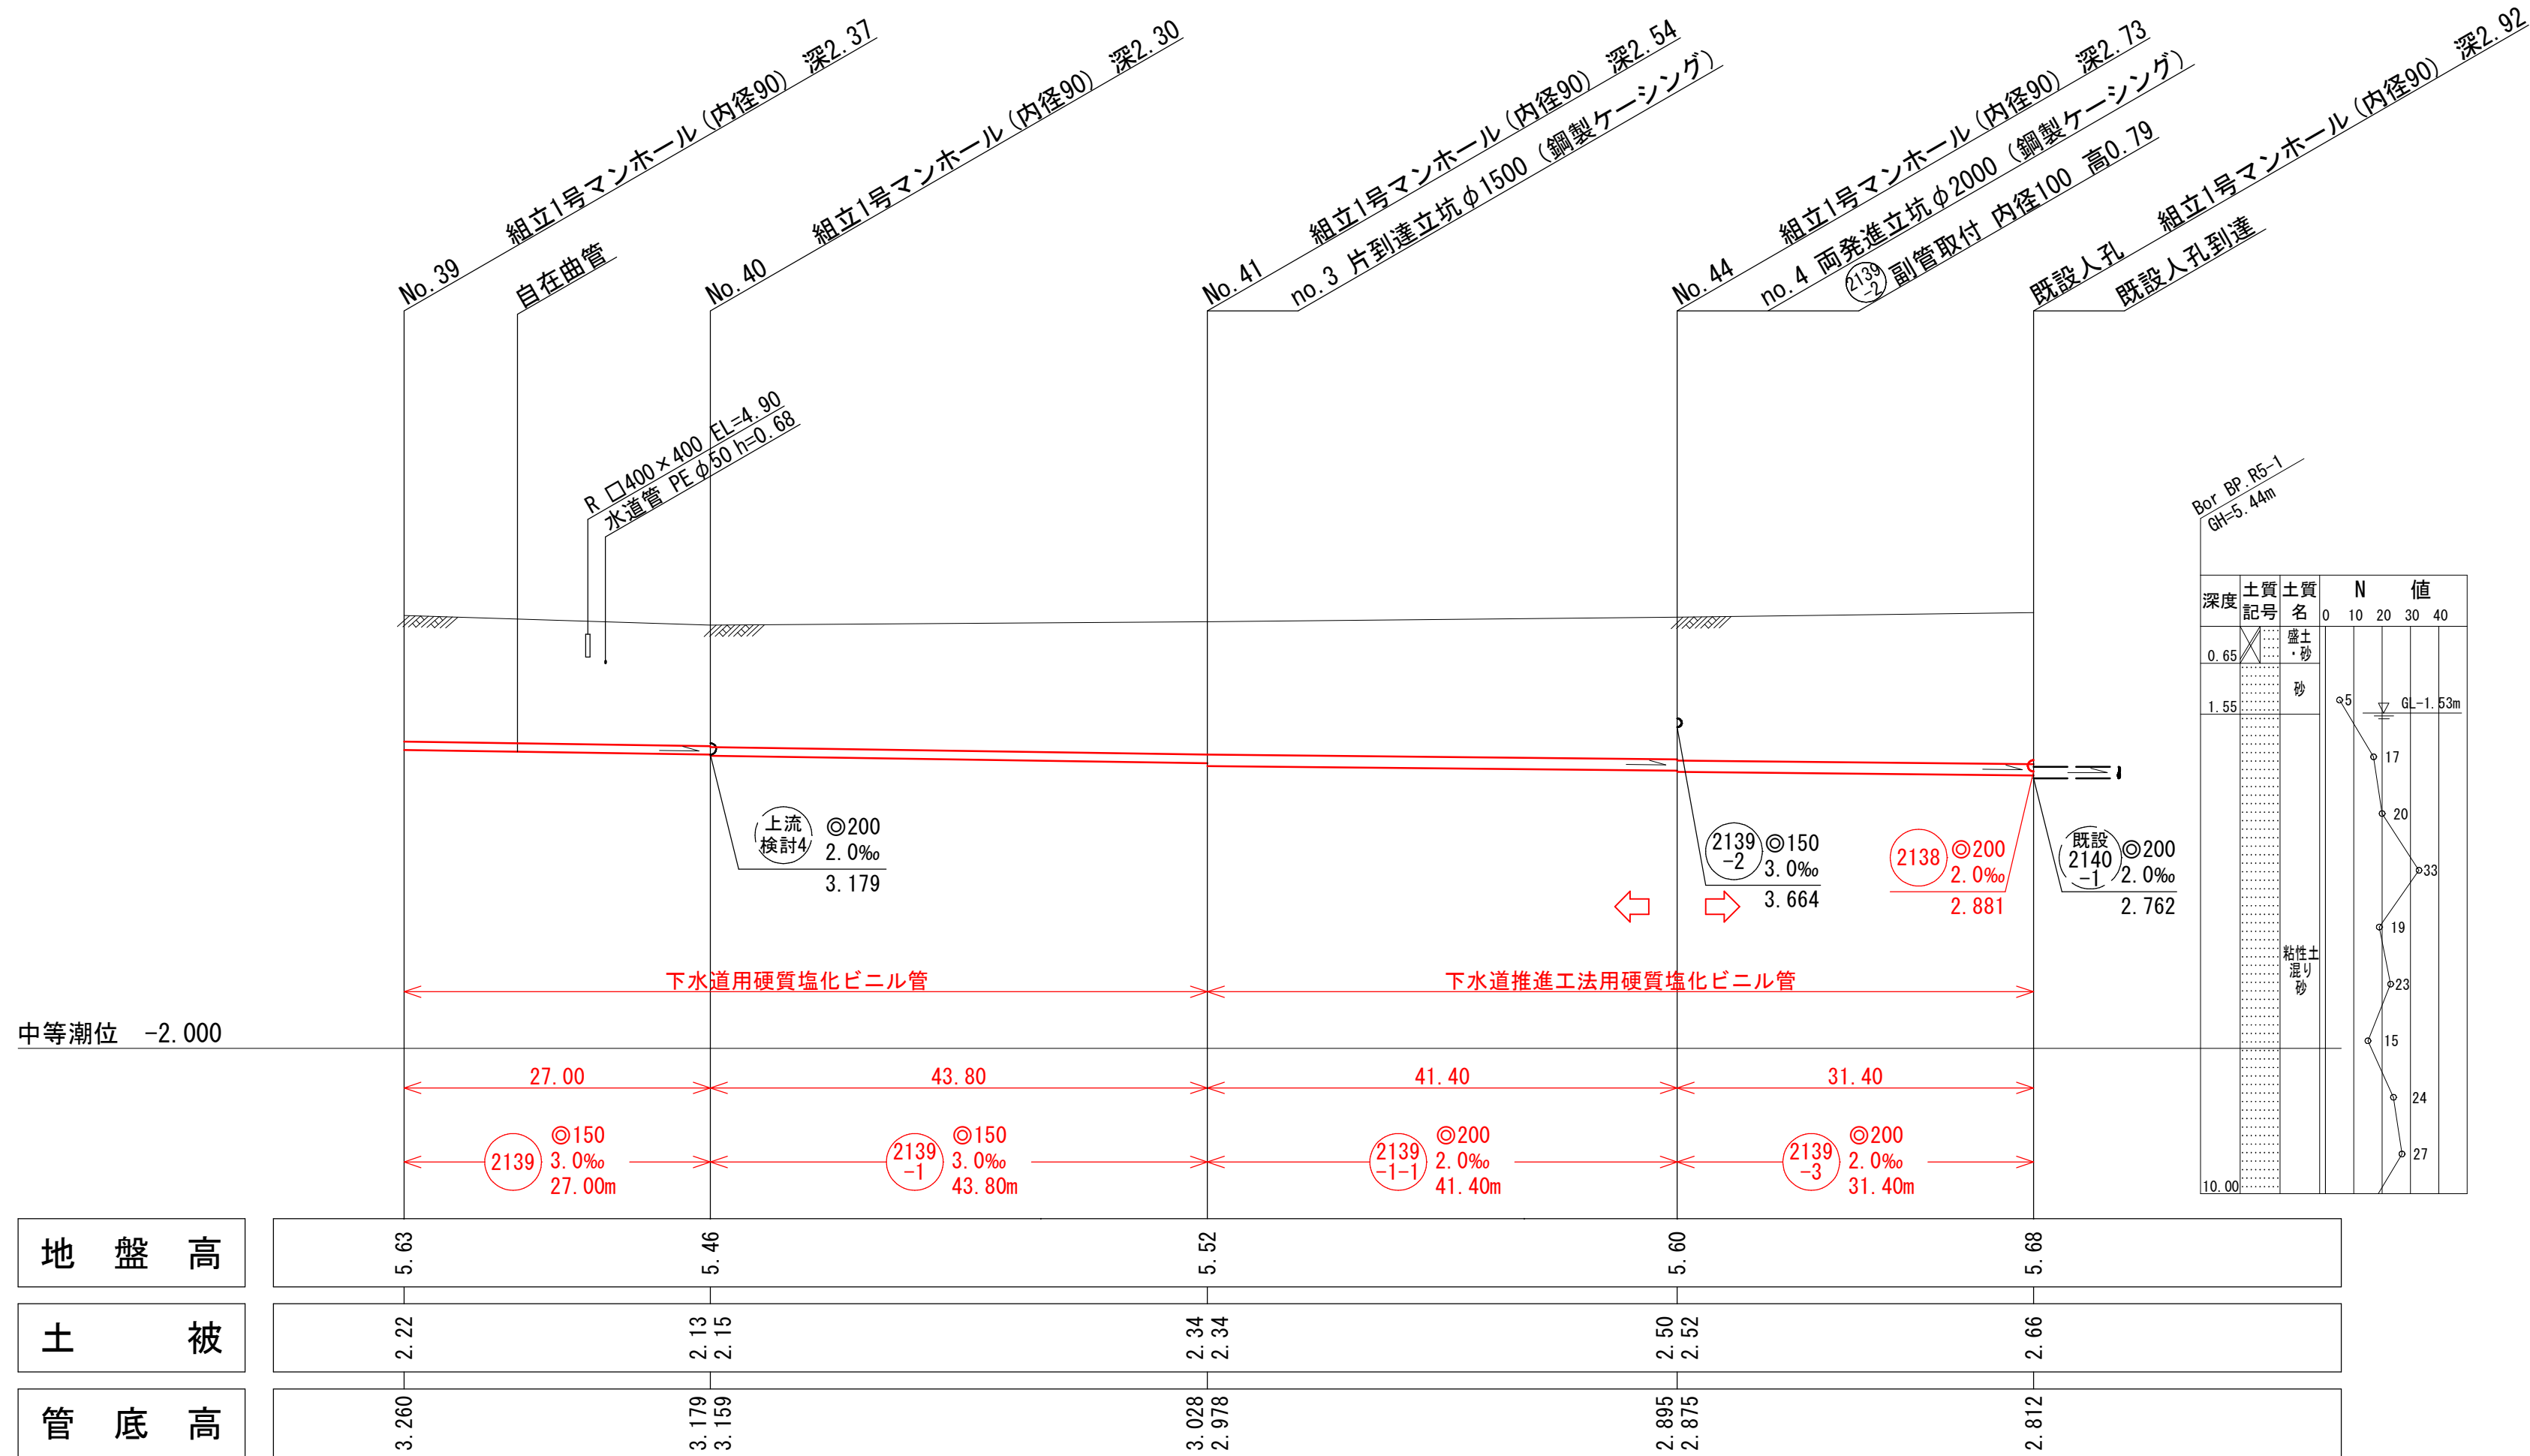 No.39 組立1号マンホール(内径90) 深2.37
自在曲管
No.40 組立1号マンホール(内径90) 深2.30
No.41 組立1号マンホール(内径90) 深2.54
no.3 片到達立坑φ1500 (鋼製ケーシング)
No.44 組立1号マンホール(内径90) 深2.73
no.4 両発進立坑φ2000 (鋼製ケーシング)
2139-2 副管取付 内径100 高0.79
既設人孔 組立1号マンホール(内径90) 深2.92
既設人孔到達
R □400×400 EL=4.90
水道管 PEφ50 h=0.68
Bor BP.R5-1
GH=5.44m
深度 土質記号 土質名 N 値
0 10 20 30 40
盛土・砂
0.65
砂
5
GL-1.53m
1.55
17
20
33
19
23
粘性土混り砂
15
24
27
10.00
上流検討4 ◎200
2.0‰
3.179
2139-2 ◎150
3.0‰
3.664
2138 ◎200
2.0‰
2.881
既設2140-1 ◎200
2.0‰
2.762
下水道用硬質塩化ビニル管
下水道推進工法用硬質塩化ビニル管
中等潮位 -2.000
27.00 43.80 41.40 31.40
2139 ◎150
3.0‰
27.00m
2139-1 ◎150
3.0‰
43.80m
2139-1-1 ◎200
2.0‰
41.40m
2139-3 ◎200
2.0‰
31.40m
地盤高 5.63 5.46 5.52 5.60 5.68
土被 2.22 2.13 2.15 2.34 2.34 2.50 2.52 2.66
管底高 3.260 3.179 3.159 3.028 2.978 2.895 2.875 2.812